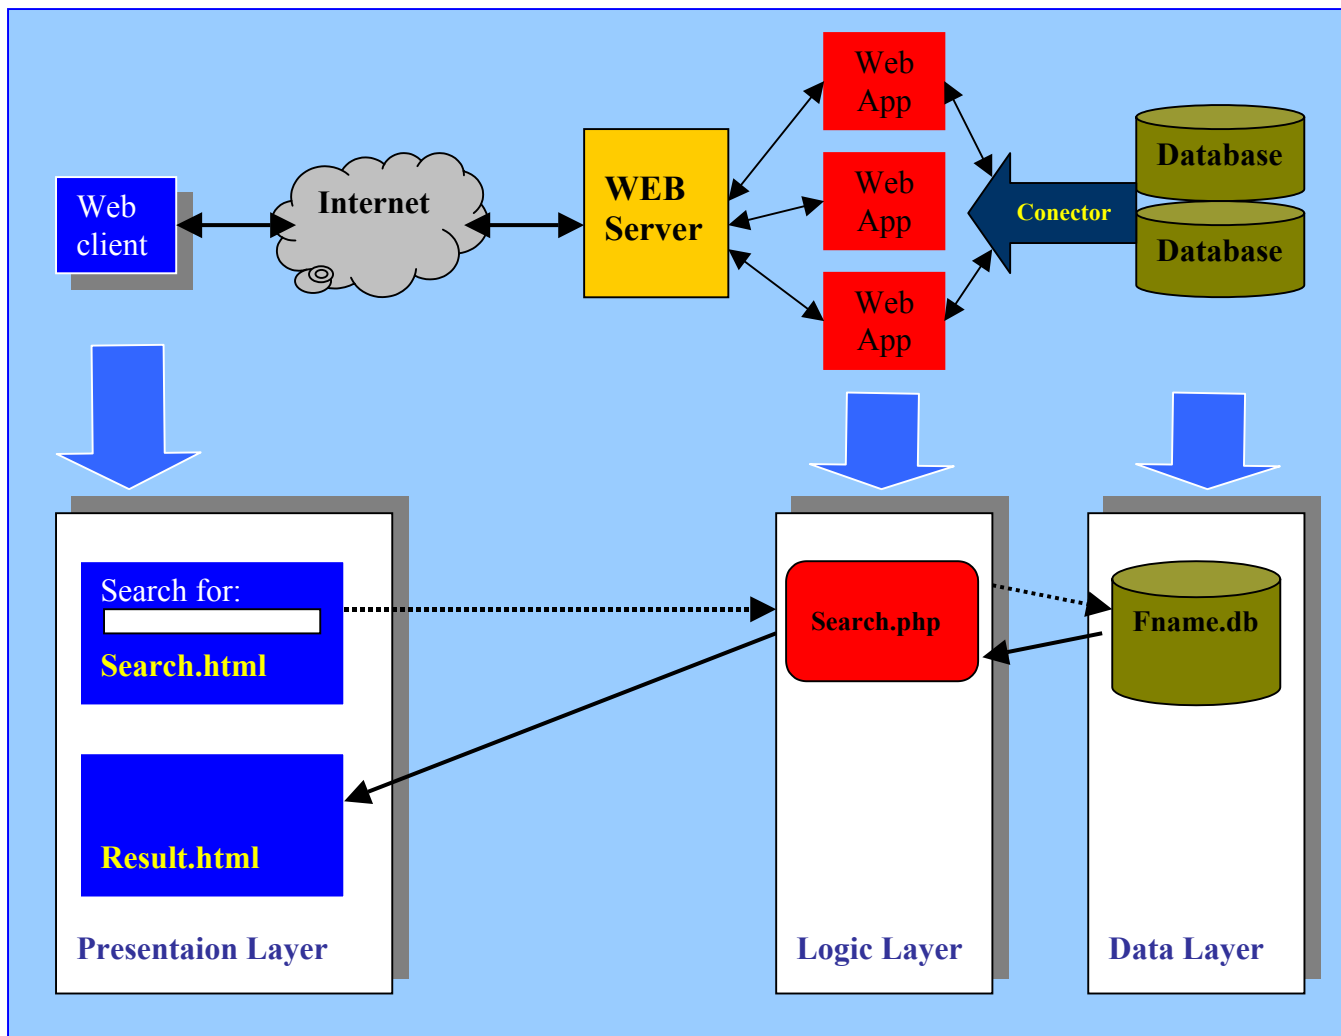 Web
client
Internet
WEB
Server
Web
App
Web
App
Web
App
Conector
Database
Database
Search for:
Search.html
Result.html
Presentaion Layer
Search.php
Logic Layer
Fname.db
Data Layer